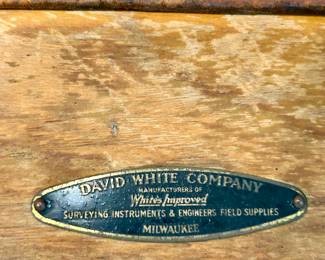 DAVID WHITE COMPANY
MANUFACTURERS OF
White's Improved
SURVEYING INSTRUMENTS & ENGINEERS FIELD SUPPLIES
MILWAUKEE